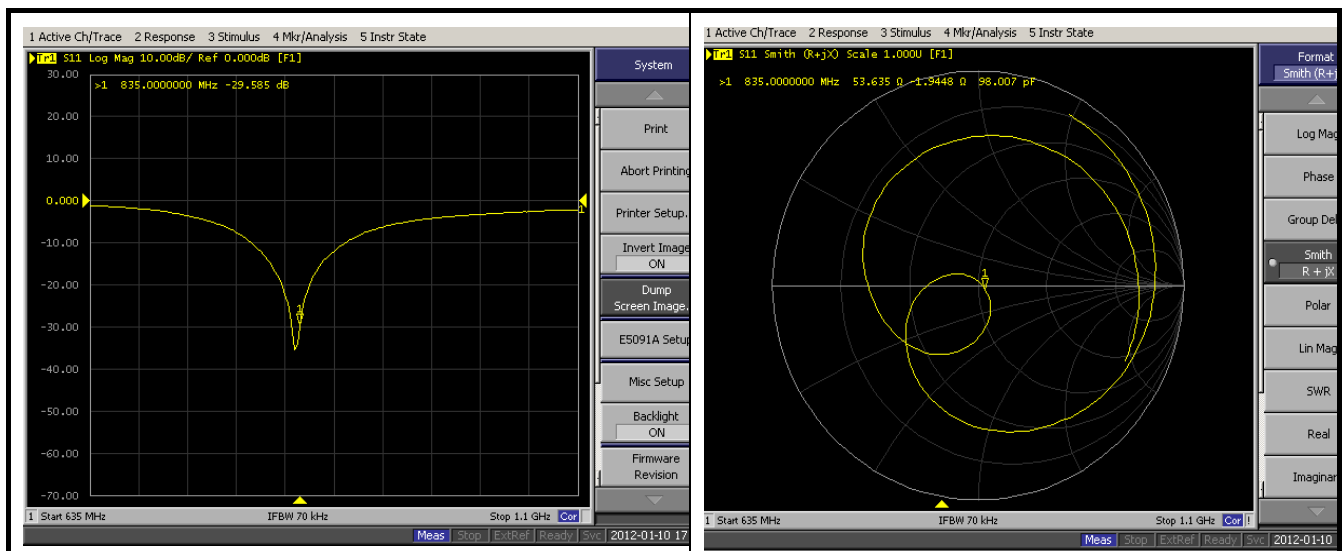 1 Active Ch/Trace 2 Response 3 Stimulus 4 Mkr/Analysis 5 Instr State
Tr1 S11 Log Mag 10.00dB/ Ref 0.000dB [F1]
>1 835.0000000 MHz -29.585 dB
30.00
20.00
10.00
0.000
-10.00
-20.00
-30.00
-40.00
-50.00
-60.00
-70.00
1
1
1 Start 635 MHz IFBW 70 kHz Stop 1.1 GHz Cor
Meas Stop ExtRef Ready Svc 2012-01-10 17
System
Print
Abort Printing
Printer Setup.
Invert Image
ON
Dump
Screen Image...
E5091A Setup
Misc Setup
Backlight
ON
Firmware
Revision
1 Active Ch/Trace 2 Response 3 Stimulus 4 Mkr/Analysis 5 Instr State
Tr1 S11 Smith (R+jX) Scale 1.000U [F1]
>1 835.0000000 MHz 53.635 Ω -1.9448 Ω 98.007 pF
1
1 Start 635 MHz IFBW 70 kHz Stop 1.1 GHz Cor !
Meas Stop ExtRef Ready Svc 2012-01-10
Format
Smith (R+j
Log Mag
Phase
Group Del
Smith
R + jX
Polar
Lin Mag
SWR
Real
Imaginar